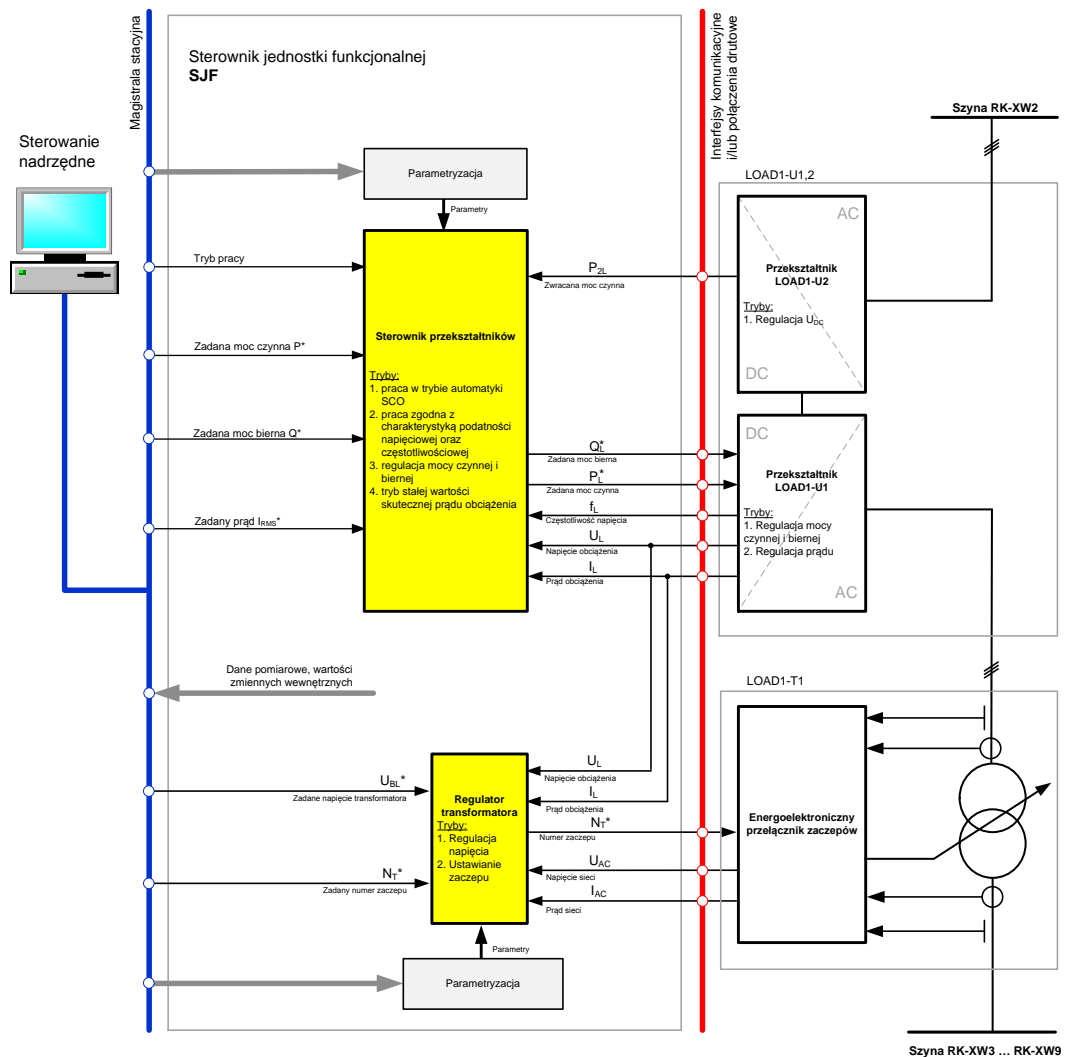 Magistrala stacyjna
Sterownik jednostki funkcjonalnej
SJF
Interfejsy komunikacyjne
i/lub połączenia drutowe
Szyna RK-XW2
Sterowanie
nadrzędne
Parametryzacja
Parametry
LOAD1-U1,2
AC
Przekształtnik
LOAD1-U2
Tryby:
1. Regulacja UDC
DC
Tryb pracy
P2L
Zwracana moc czynna
Sterownik przekształtników
Tryby:
1. praca w trybie automatyki
SCO
2. praca zgodna z
charakterystyką podatności
napięciowej oraz
częstotliwościowej
3. regulacja mocy czynnej i
biernej
4. tryb stałej wartości
skutecznej prądu obciążenia
Zadana moc czynna P*
Zadana moc bierna Q*
Zadany prąd IRMS*
QL*
Zadana moc bierna
PL*
Zadana moc czynna
fL
Częstotliwość napięcia
UL
Napięcie obciążenia
IL
Prąd obciążenia
DC
Przekształtnik
LOAD1-U1
Tryby:
1. Regulacja mocy
czynnej i biernej
2. Regulacja prądu
AC
Dane pomiarowe, wartości
zmiennych wewnętrznych
LOAD1-T1
UBL*
Zadane napięcie transformatora
NT*
Zadany numer zaczepu
Regulator
transformatora
Tryby:
1. Regulacja
napięcia
2. Ustawianie
zaczepu
UL
Napięcie obciążenia
IL
Prąd obciążenia
NT*
Numer zaczepu
UAC
Napięcie sieci
IAC
Prąd sieci
Energoelektroniczny
przełącznik zaczepów
Parametry
Parametryzacja
Szyna RK-XW3 ... RK-XW9